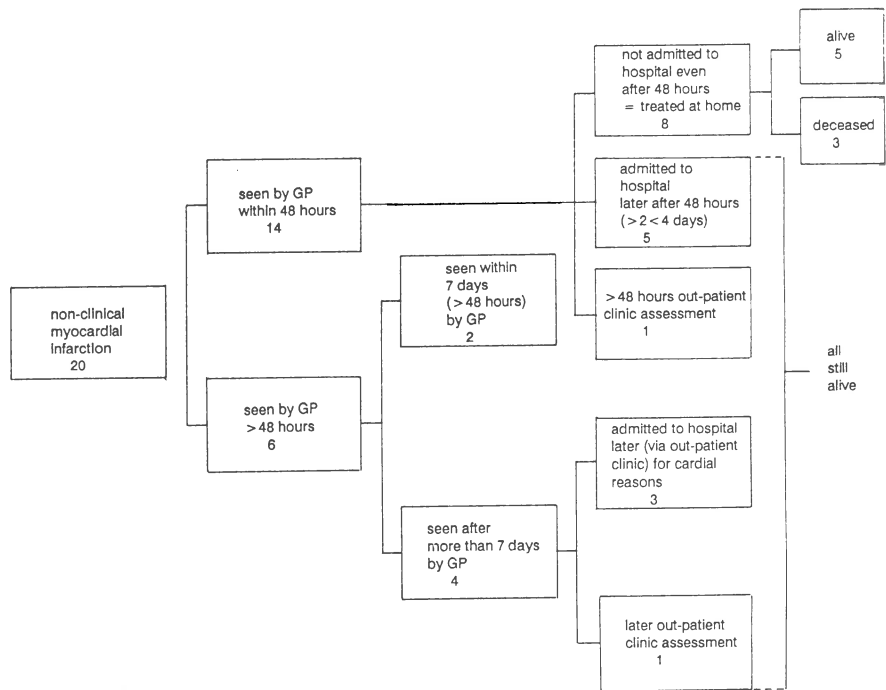 non-clinical
myocardial
infarction
20
seen by GP
within 48 hours
14
seen by GP
>48 hours
6
seen within
7 days
(>48 hours)
by GP
2
seen after
more than 7 days
by GP
4
not admitted to
hospital even
after 48 hours
= treated at home
8
admitted to
hospital
later after 48 hours
(>2<4 days)
5
>48 hours out-patient
clinic assessment
1
admitted to hospital
later (via out-patient
clinic) for cardial
reasons
3
later out-patient
clinic assessment
1
alive
5
deceased
3
all
still
alive